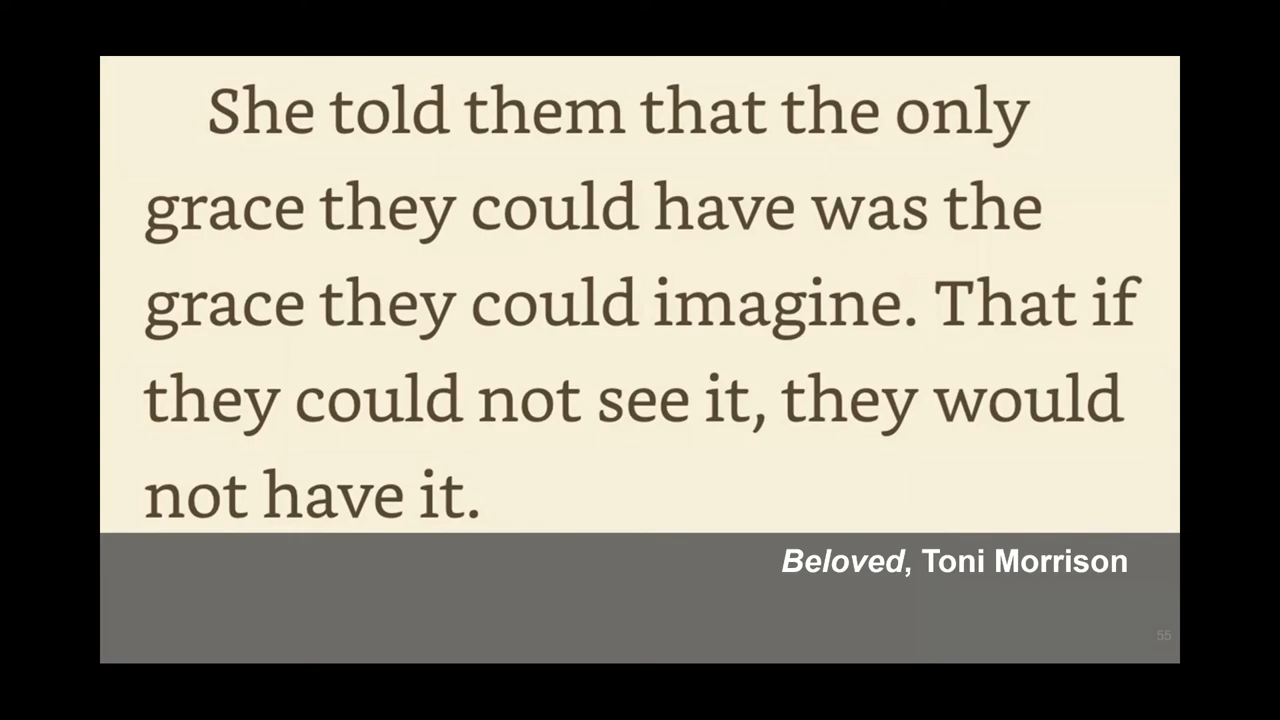 She told them that the only
grace they could have was the
grace they could imagine. That if
they could not see it, they would
not have it.
Beloved, Toni Morrison
55